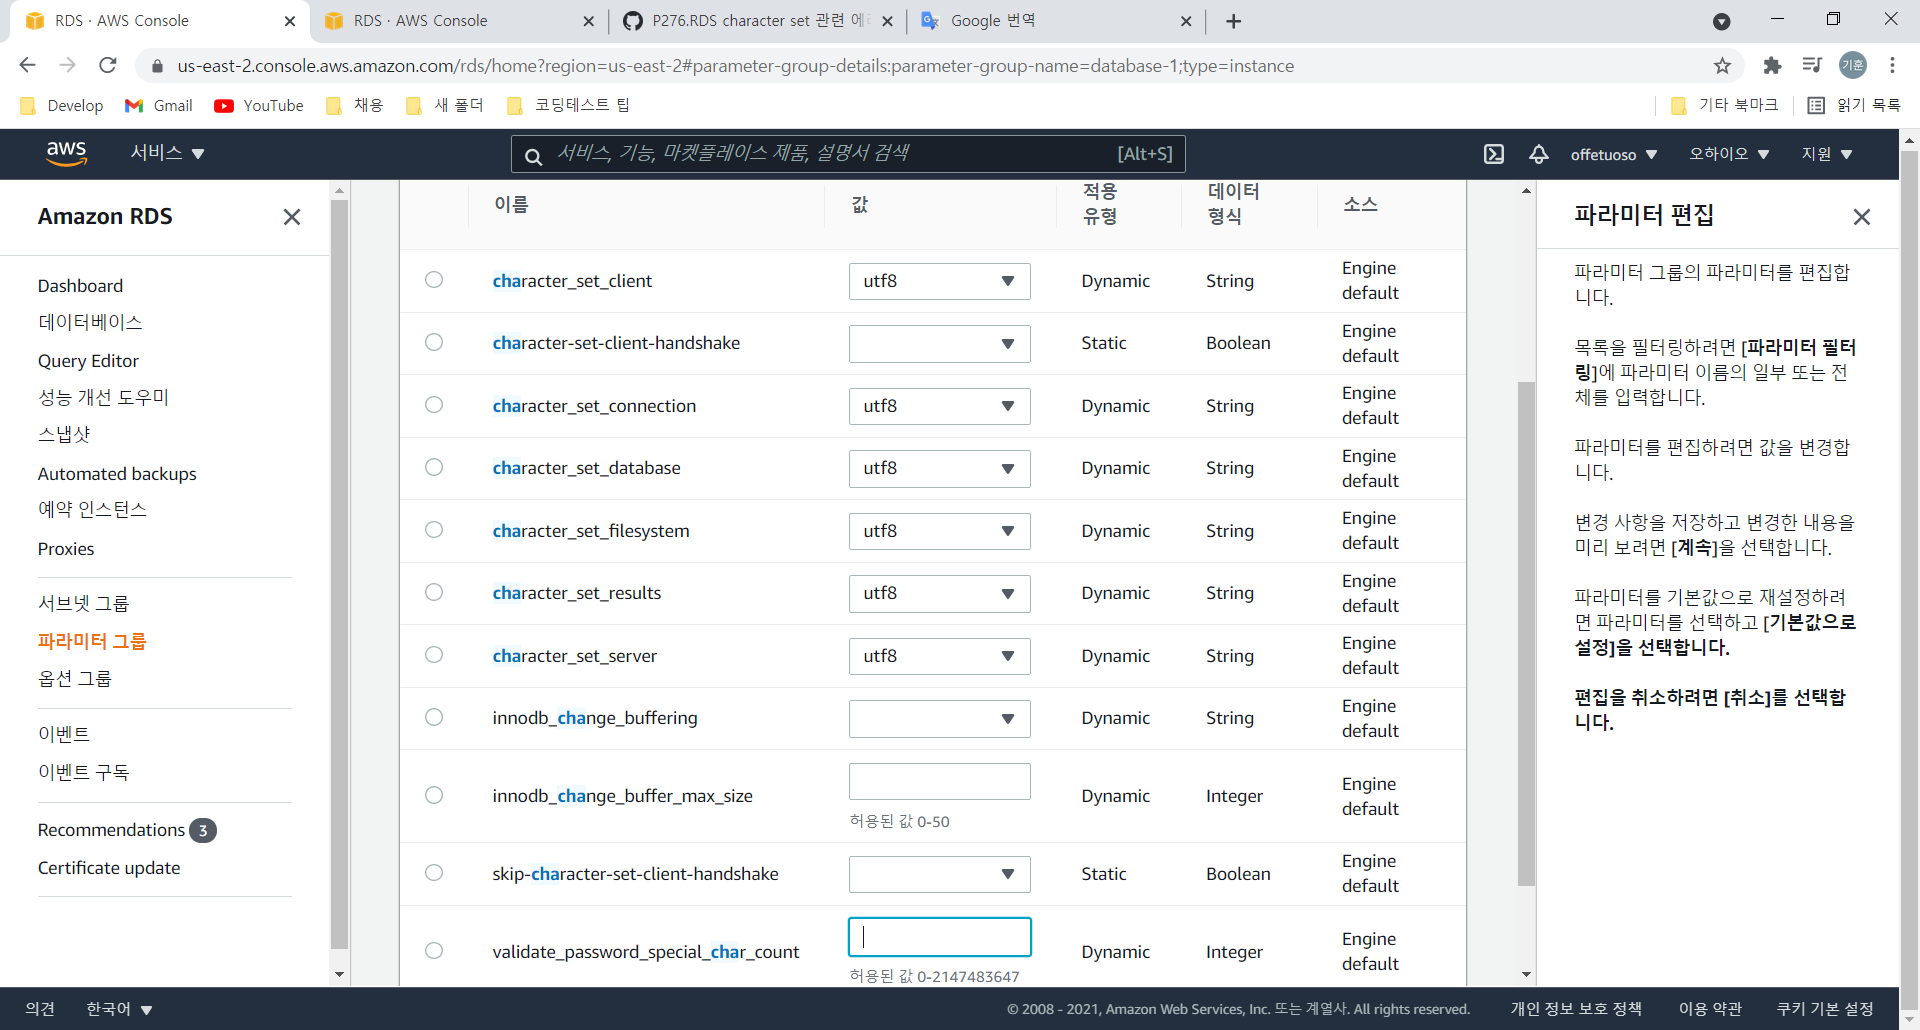 RDS · AWS Console
RDS · AWS Console
P276.RDS character set 관련 에러
Google 번역
us-east-2.console.aws.amazon.com/rds/home?region=us-east-2#parameter-group-details:parameter-group-name=database-1;type=instance
기훈
Develop
Gmail
YouTube
채용
새 폴더
코딩테스트 팁
기타 북마크
읽기 목록
aws
서비스
서비스, 기능, 마켓플레이스 제품, 설명서 검색
[Alt+S]
offetuoso
오하이오
지원
Amazon RDS
Dashboard
데이터베이스
Query Editor
성능 개선 도우미
스냅샷
Automated backups
예약 인스턴스
Proxies
서브넷 그룹
파라미터 그룹
옵션 그룹
이벤트
이벤트 구독
Recommendations 3
Certificate update
이름
값
적용
유형
데이터
형식
소스
character_set_client
utf8
Dynamic
String
Engine
default
character-set-client-handshake
Static
Boolean
Engine
default
character_set_connection
utf8
Dynamic
String
Engine
default
character_set_database
utf8
Dynamic
String
Engine
default
character_set_filesystem
utf8
Dynamic
String
Engine
default
character_set_results
utf8
Dynamic
String
Engine
default
character_set_server
utf8
Dynamic
String
Engine
default
innodb_change_buffering
Dynamic
String
Engine
default
innodb_change_buffer_max_size
허용된 값 0-50
Dynamic
Integer
Engine
default
skip-character-set-client-handshake
Static
Boolean
Engine
default
validate_password_special_char_count
허용된 값 0-2147483647
Dynamic
Integer
Engine
default
파라미터 편집
파라미터 그룹의 파라미터를 편집합
니다.
목록을 필터링하려면 [파라미터 필터
링]에 파라미터 이름의 일부 또는 전
체를 입력합니다.
파라미터를 편집하려면 값을 변경합
니다.
변경 사항을 저장하고 변경한 내용을
미리 보려면 [계속]을 선택합니다.
파라미터를 기본값으로 재설정하려
면 파라미터를 선택하고 [기본값으로
설정]을 선택합니다.
편집을 취소하려면 [취소]를 선택합
니다.
의견
한국어
© 2008 - 2021, Amazon Web Services, Inc. 또는 계열사. All rights reserved.
개인 정보 보호 정책
이용 약관
쿠키 기본 설정